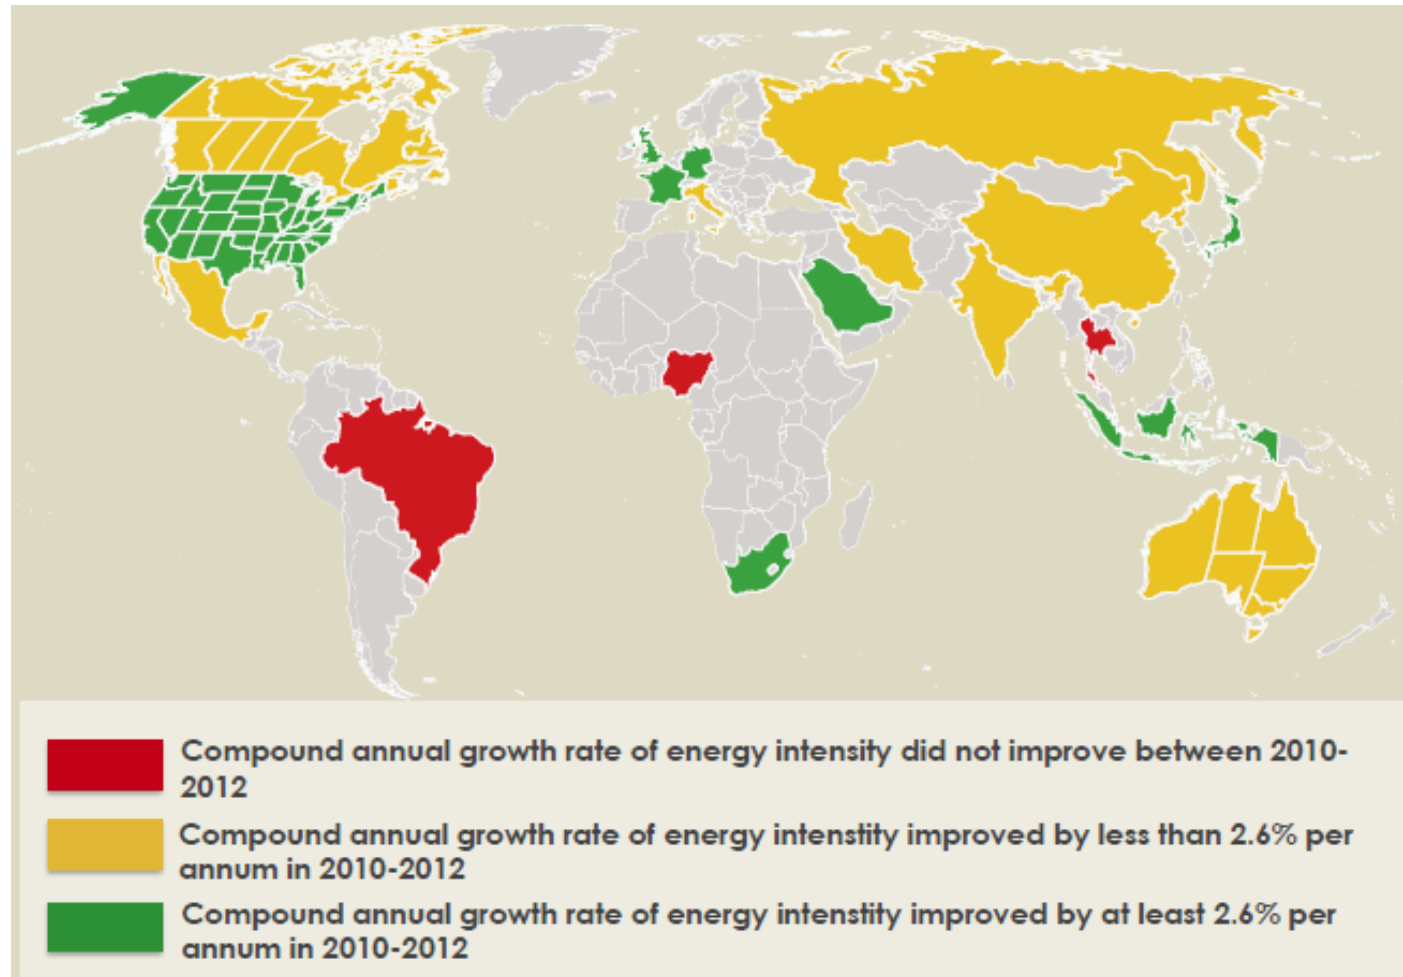 Compound annual growth rate of energy intensity did not improve between 2010-
2012
Compound annual growth rate of energy intenstity improved by less than 2.6% per
annum in 2010-2012
Compound annual growth rate of energy intenstity improved by at least 2.6% per
annum in 2010-2012